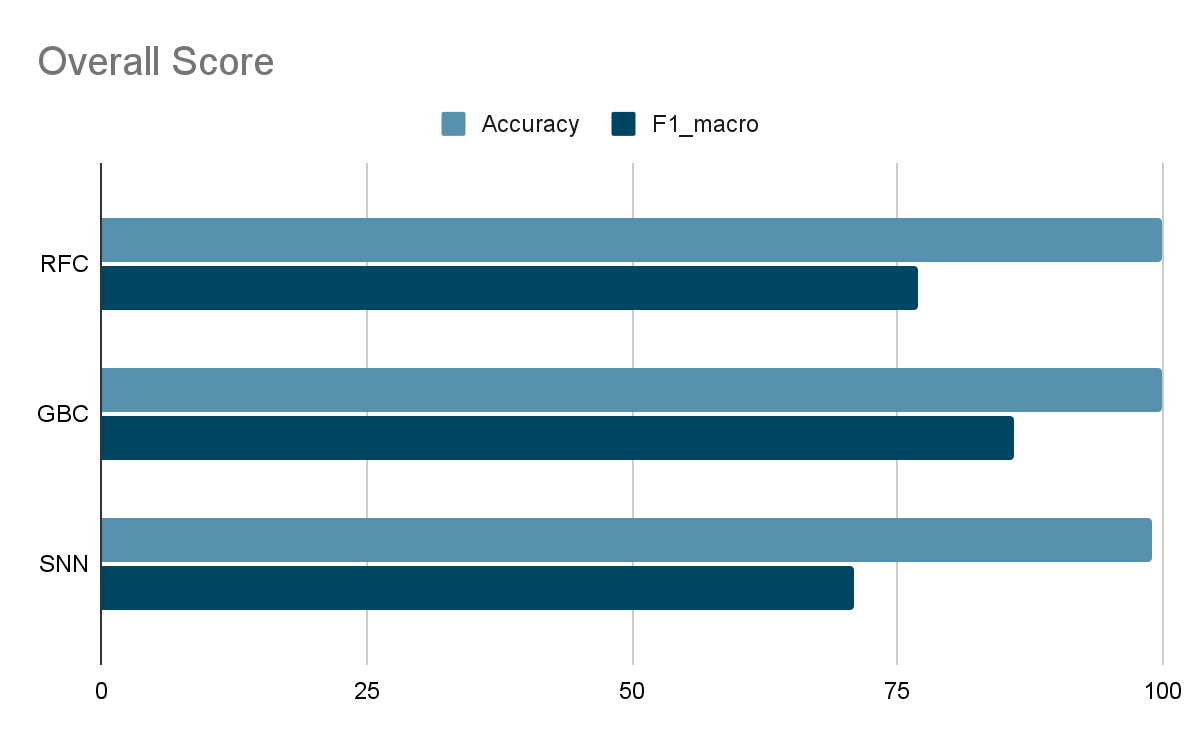 Overall Score
Accuracy F1_macro
RFC
GBC
SNN
0 25 50 75 100